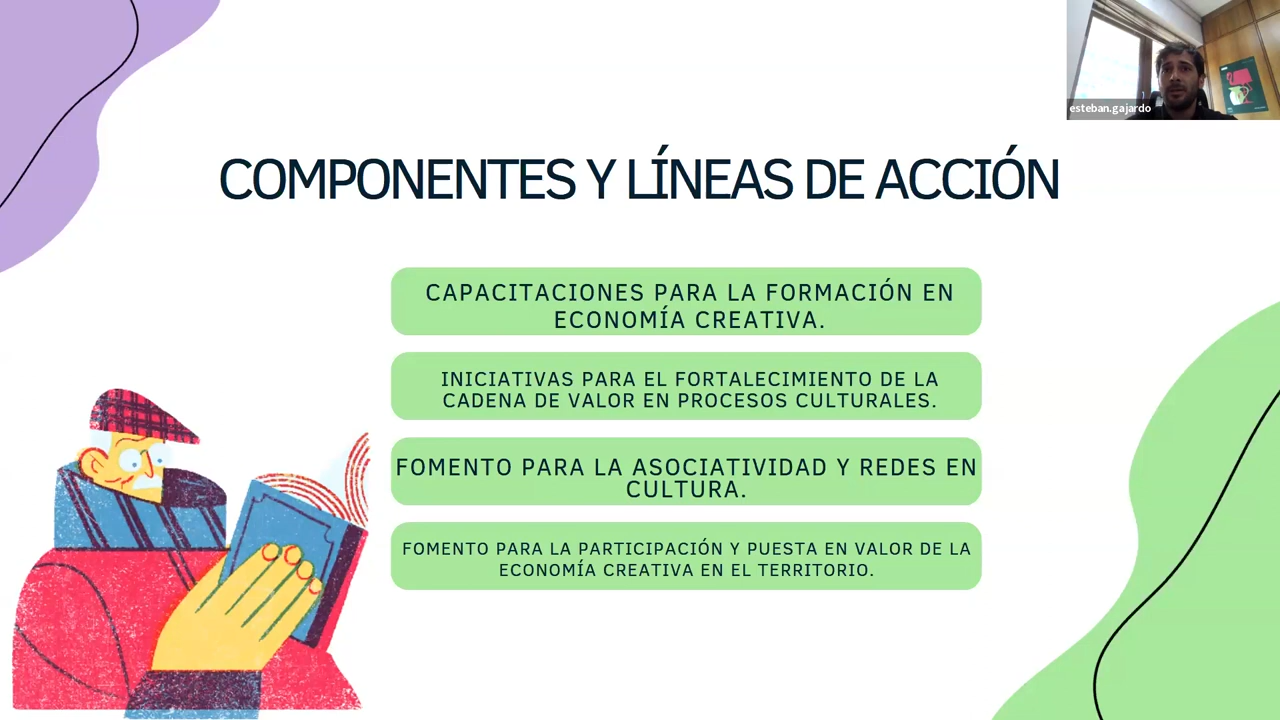 esteban.gajardo
COMPONENTES Y LÍNEAS DE ACCIÓN
CAPACITACIONES PARA LA FORMACIÓN EN
ECONOMÍA CREATIVA.
INICIATIVAS PARA EL FORTALECIMIENTO DE LA
CADENA DE VALOR EN PROCESOS CULTURALES.
FOMENTO PARA LA ASOCIATIVIDAD Y REDES EN
CULTURA.
FOMENTO PARA LA PARTICIPACIÓN Y PUESTA EN VALOR DE LA
ECONOMÍA CREATIVA EN EL TERRITORIO.